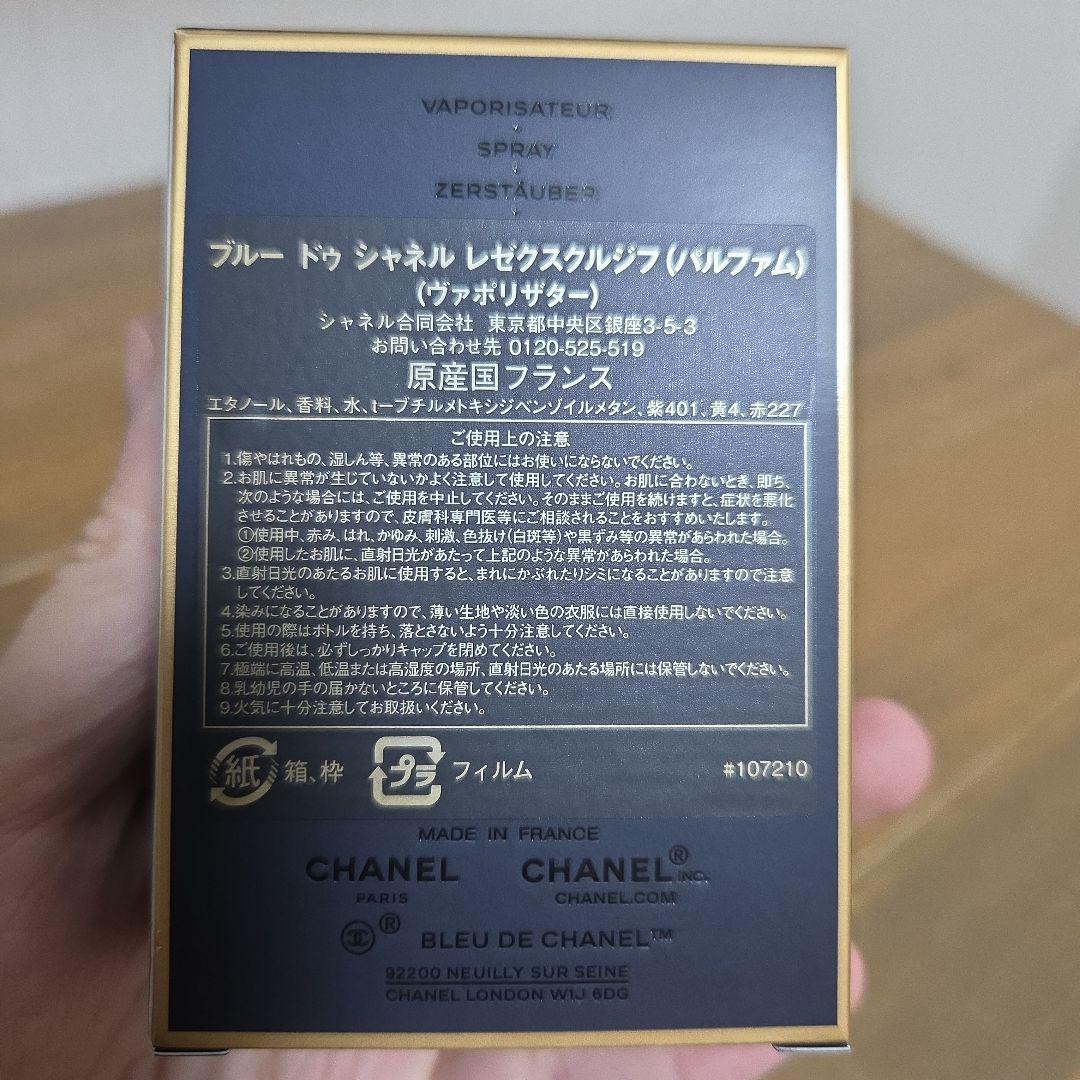 VAPORISATEUR
SPRAY
ZERSTÄUBER
ブルー ドゥ シャネル レゼクスクルジフ(パルファム)
(ヴァポリザター)
シャネル合同会社 東京都中央区銀座3-5-3
お問い合わせ先 0120-525-519
原産国フランス
エタノール、香料、水、t-ブチルメトキシジベンゾイルメタン、紫401、黄4、赤227
ご使用上の注意
1.傷やはれもの、湿しん等、異常のある部位にはお使いにならないでください。
2.お肌に異常が生じていないかよく注意して使用してください。お肌に合わないとき、即ち、
次のような場合には、ご使用を中止してください。そのままご使用を続けますと、症状を悪化
させることがありますので、皮膚科専門医等にご相談されることをおすすめいたします。
①使用中、赤み、はれ、かゆみ、刺激、色抜け(白斑等)や黒ずみ等の異常があらわれた場合。
②使用したお肌に、直射日光があたって上記のような異常があらわれた場合。
3.直射日光のあたるお肌に使用すると、まれにかぶれたりシミになることがありますので注意
してください。
4.染みになることがありますので、薄い生地や淡い色の衣服には直接使用しないでください。
5.使用の際はボトルを持ち、落とさないよう十分注意してください。
6.ご使用後は、必ずしっかりキャップを閉めてください。
7.極端に高温、低温または高湿度の場所、直射日光のあたる場所には保管しないでください。
8.乳幼児の手の届かないところに保管してください。
9.火気に十分注意してお取扱いください。
紙 箱、枠 プラ フィルム #107210
MADE IN FRANCE
CHANEL CHANEL® INC.
PARIS CHANEL.COM
® BLEU DE CHANEL™
92200 NEUILLY SUR SEINE
CHANEL LONDON W1J 6DG